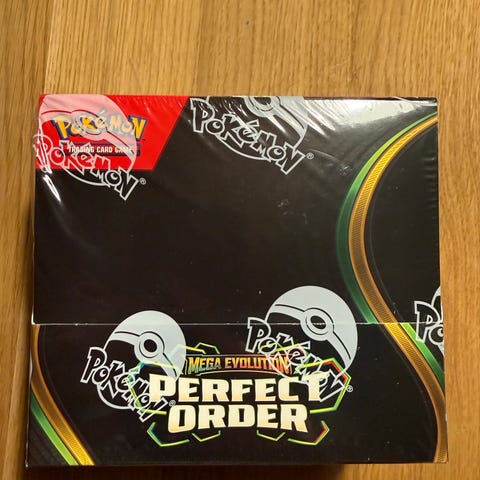 POKéMON
TRADING CARD GAME
POKéMON®
POKéMON®
POKéMON®
POKéMON
POKéMON
MEGA EVOLUTION
PERFECT
ORDER